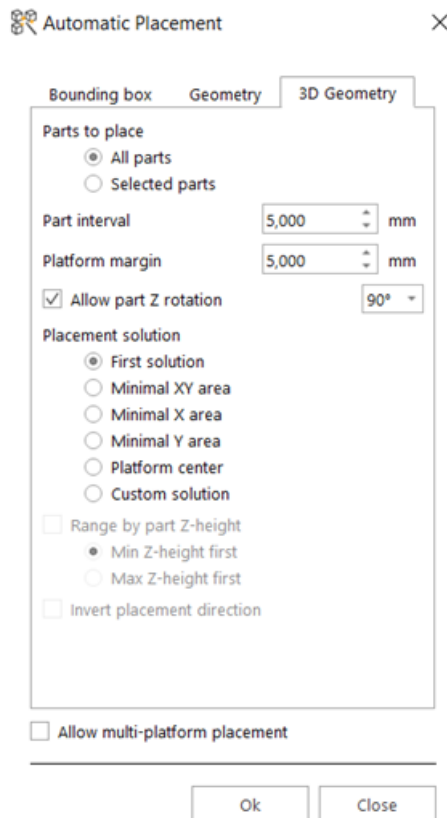 Automatic Placement
Bounding box Geometry 3D Geometry
Parts to place
All parts
Selected parts
Part interval 5,000 mm
Platform margin 5,000 mm
Allow part Z rotation 90°
Placement solution
First solution
Minimal XY area
Minimal X area
Minimal Y area
Platform center
Custom solution
Range by part Z-height
Min Z-height first
Max Z-height first
Invert placement direction
Allow multi-platform placement
Ok Close